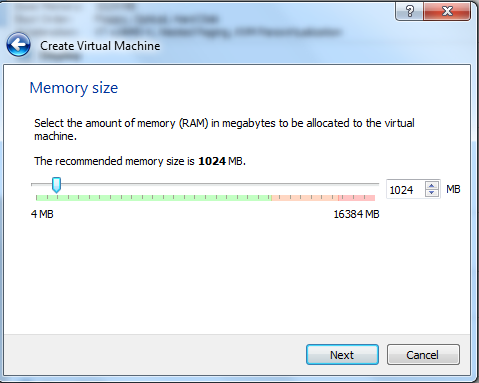 Create Virtual Machine
Memory size
Select the amount of memory (RAM) in megabytes to be allocated to the virtual
machine.
The recommended memory size is 1024 MB.
1024 MB
4 MB 16384 MB
Next Cancel